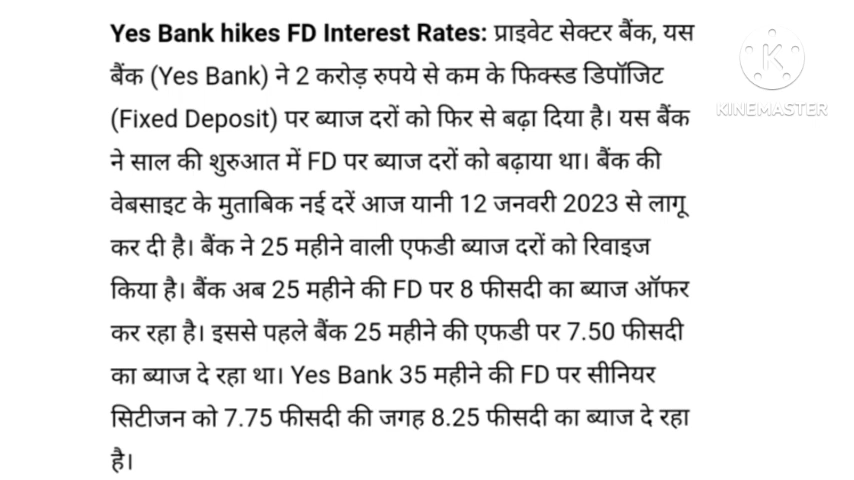 Yes Bank hikes FD Interest Rates: प्राइवेट सेक्टर बैंक, यस
बैंक (Yes Bank) ने 2 करोड़ रुपये से कम के फिक्स्ड डिपॉजिट
(Fixed Deposit) पर ब्याज दरों को फिर से बढ़ा दिया है। यस बैंक
ने साल की शुरुआत में FD पर ब्याज दरों को बढ़ाया था। बैंक की
वेबसाइट के मुताबिक नई दरें आज यानी 12 जनवरी 2023 से लागू
कर दी है। बैंक ने 25 महीने वाली एफडी ब्याज दरों को रिवाइज
किया है। बैंक अब 25 महीने की FD पर 8 फीसदी का ब्याज ऑफर
कर रहा है। इससे पहले बैंक 25 महीने की एफडी पर 7.50 फीसदी
का ब्याज दे रहा था। Yes Bank 35 महीने की FD पर सीनियर
सिटीजन को 7.75 फीसदी की जगह 8.25 फीसदी का ब्याज दे रहा
है।
K
KINEMASTER